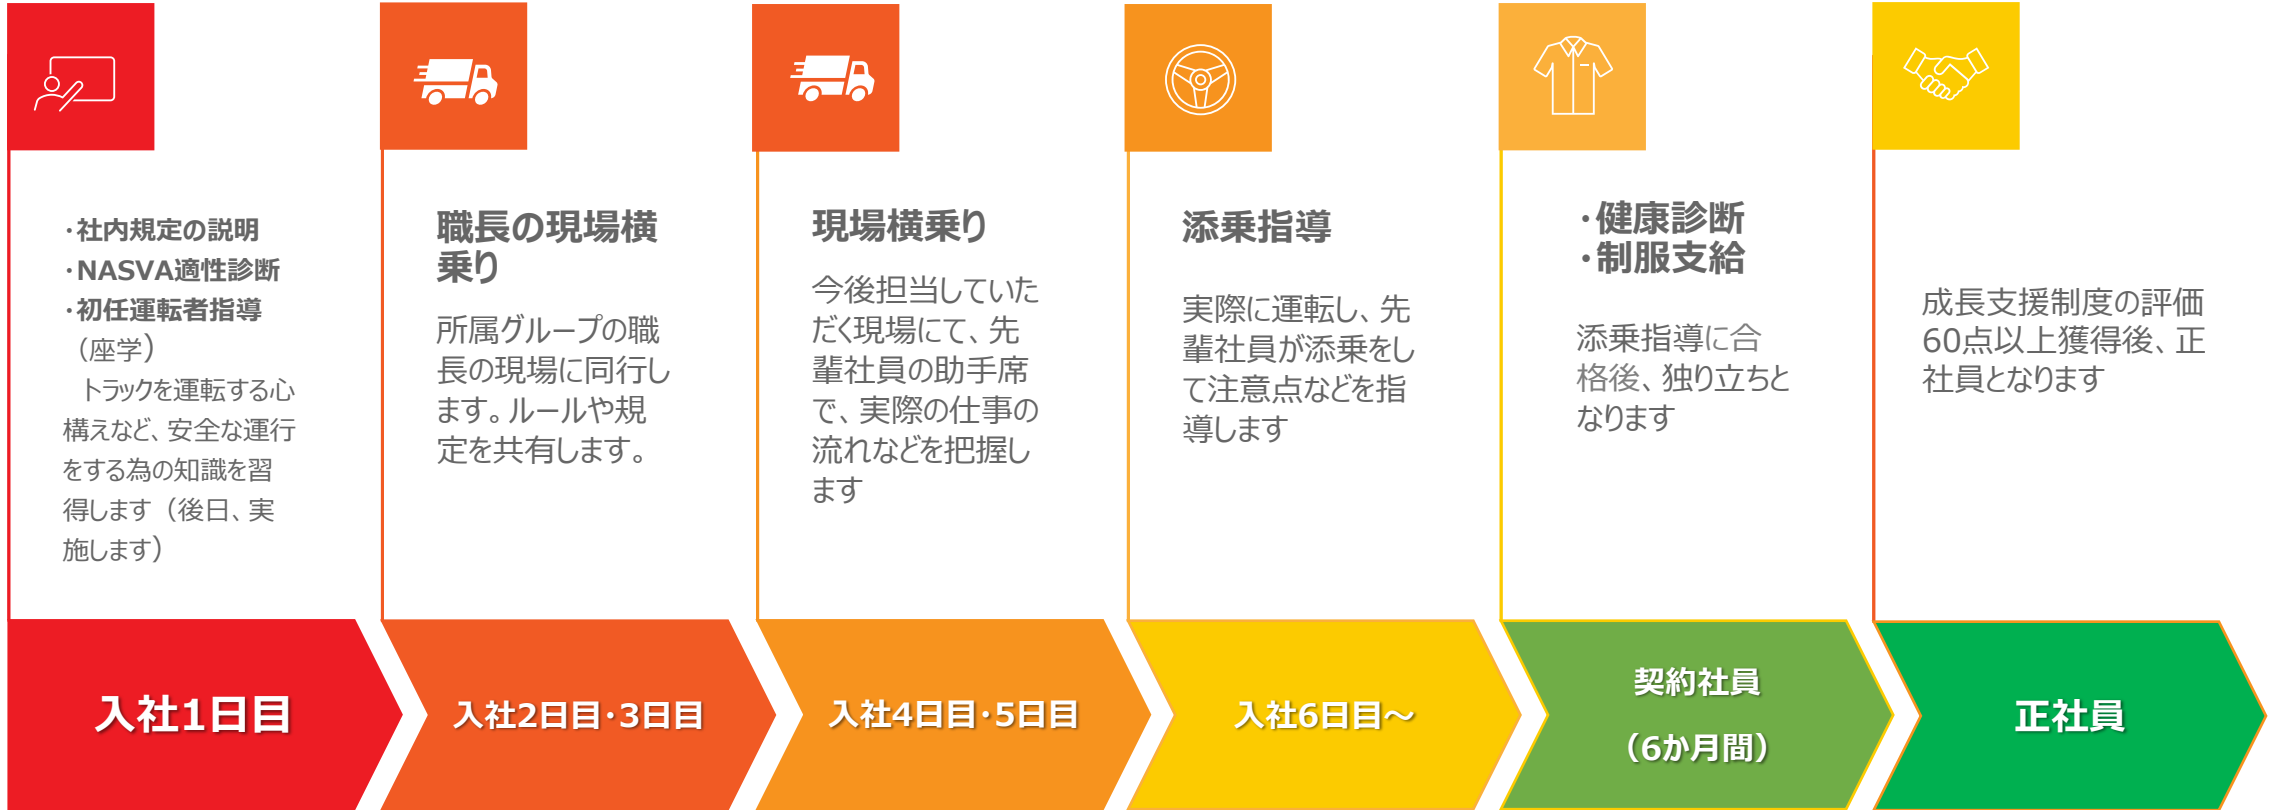 ・社内規定の説明
・NASVA適性診断
・初任運転者指導
（座学）
　トラックを運転する心
構えなど、安全な運行
をする為の知識を習
得します（後日、実
施します）
職長の現場横
乗り
所属グループの職
長の現場に同行し
ます。ルールや規
定を共有します。
現場横乗り
今後担当していた
だく現場にて、先
輩社員の助手席
で、実際の仕事の
流れなどを把握し
ます
添乗指導
実際に運転し、先
輩社員が添乗をし
て注意点などを指
導します
・健康診断
・制服支給
添乗指導に合
格後、独り立ちと
なります
成長支援制度の評価
60点以上獲得後、正
社員となります
入社1日目
入社2日目・3日目
入社4日目・5日目
入社6日目～
契約社員
（6か月間）
正社員